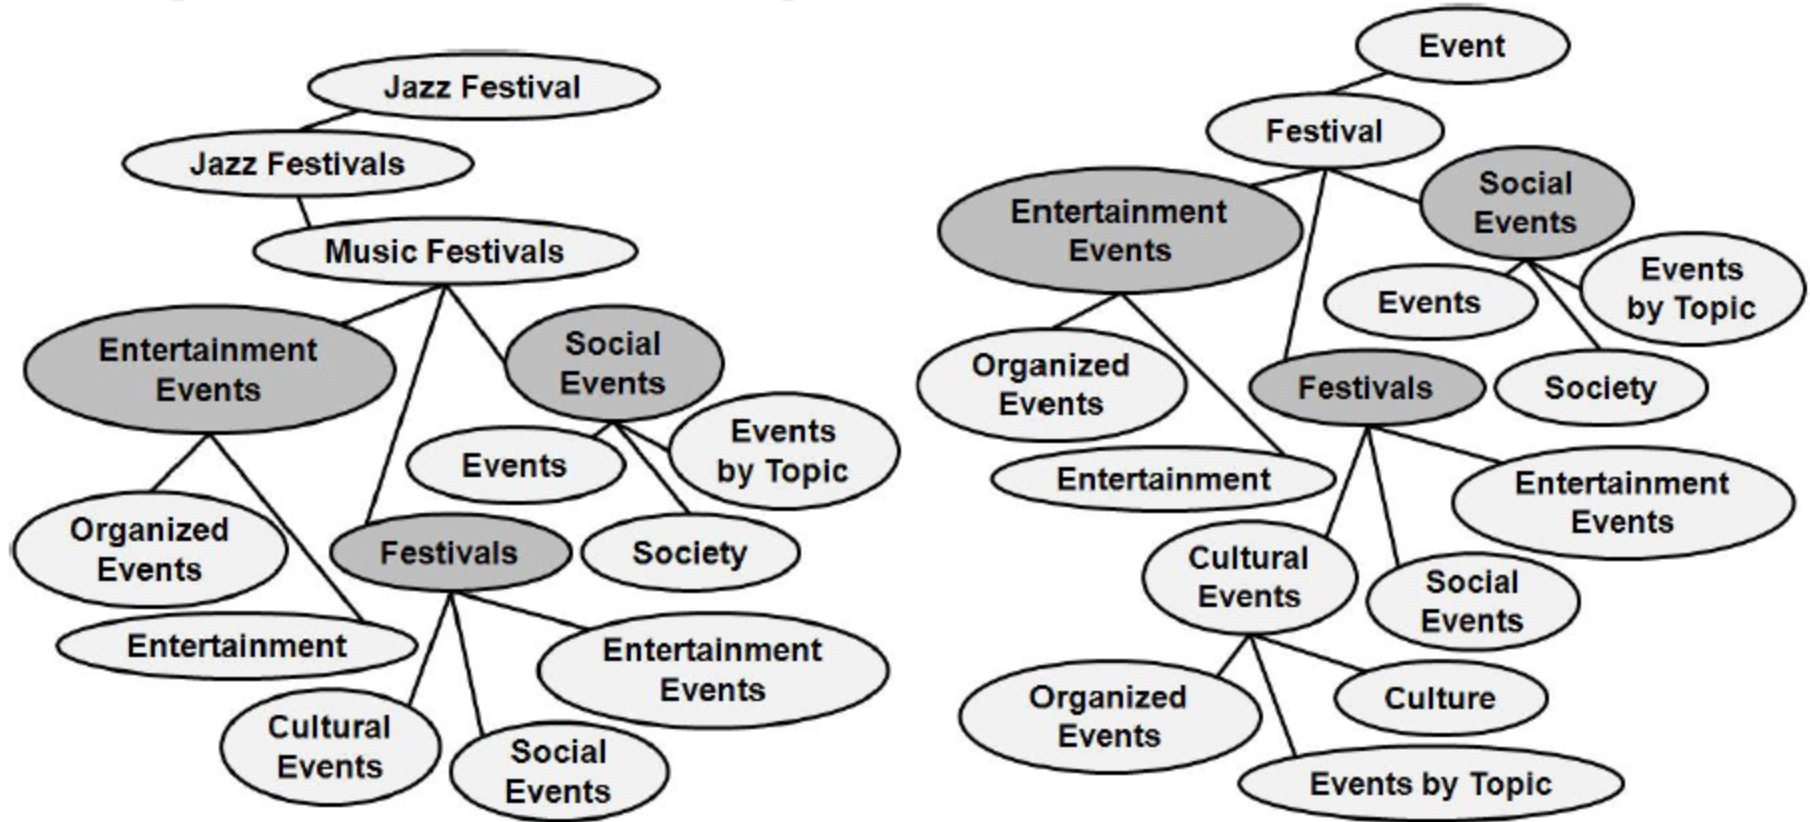 Jazz Festival
Jazz Festivals
Music Festivals
Entertainment
Events
Social
Events
Events
Events
by Topic
Organized
Events
Festivals
Society
Entertainment
Entertainment
Events
Cultural
Events
Social
Events
Event
Festival
Entertainment
Events
Social
Events
Events
Events
by Topic
Organized
Events
Festivals
Society
Entertainment
Entertainment
Events
Cultural
Events
Social
Events
Organized
Events
Culture
Events by Topic